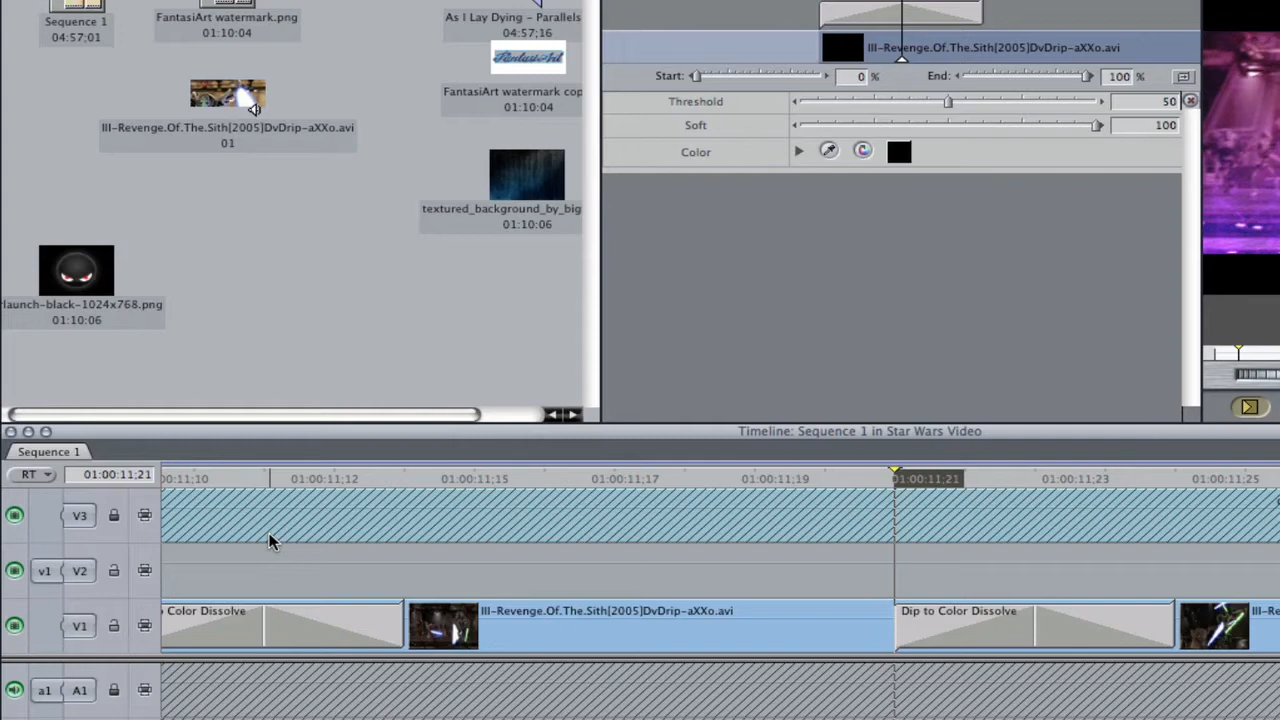 Sequence 1
04:57;01
FantasiArt watermark.png
01:10:04
As I Lay Dying - Parallels
04:57;16
FantasiArt
FantasiArt watermark cop
01:10:04
III-Revenge.Of.The.Sith[2005]DvDrip-aXXo.avi
01
textured_background_by_big
01:10:06
rlaunch-black-1024x768.png
01:10:06
III-Revenge.Of.The.Sith[2005]DvDrip-aXXo.avi
Start: 0 % End: 100 %
Threshold 50
Soft 100
Color
Timeline: Sequence 1 in Star Wars Video
Sequence 1
RT 01:00:11;21 00:11;10 01:00:11;12 01:00:11;15 01:00:11;17 01:00:11;19 01:00:11;21 01:00:11;23 01:00:11;25
V3
v1 V2
V1 Color Dissolve III-Revenge.Of.The.Sith[2005]DvDrip-aXXo.avi Dip to Color Dissolve III-Re
a1 A1